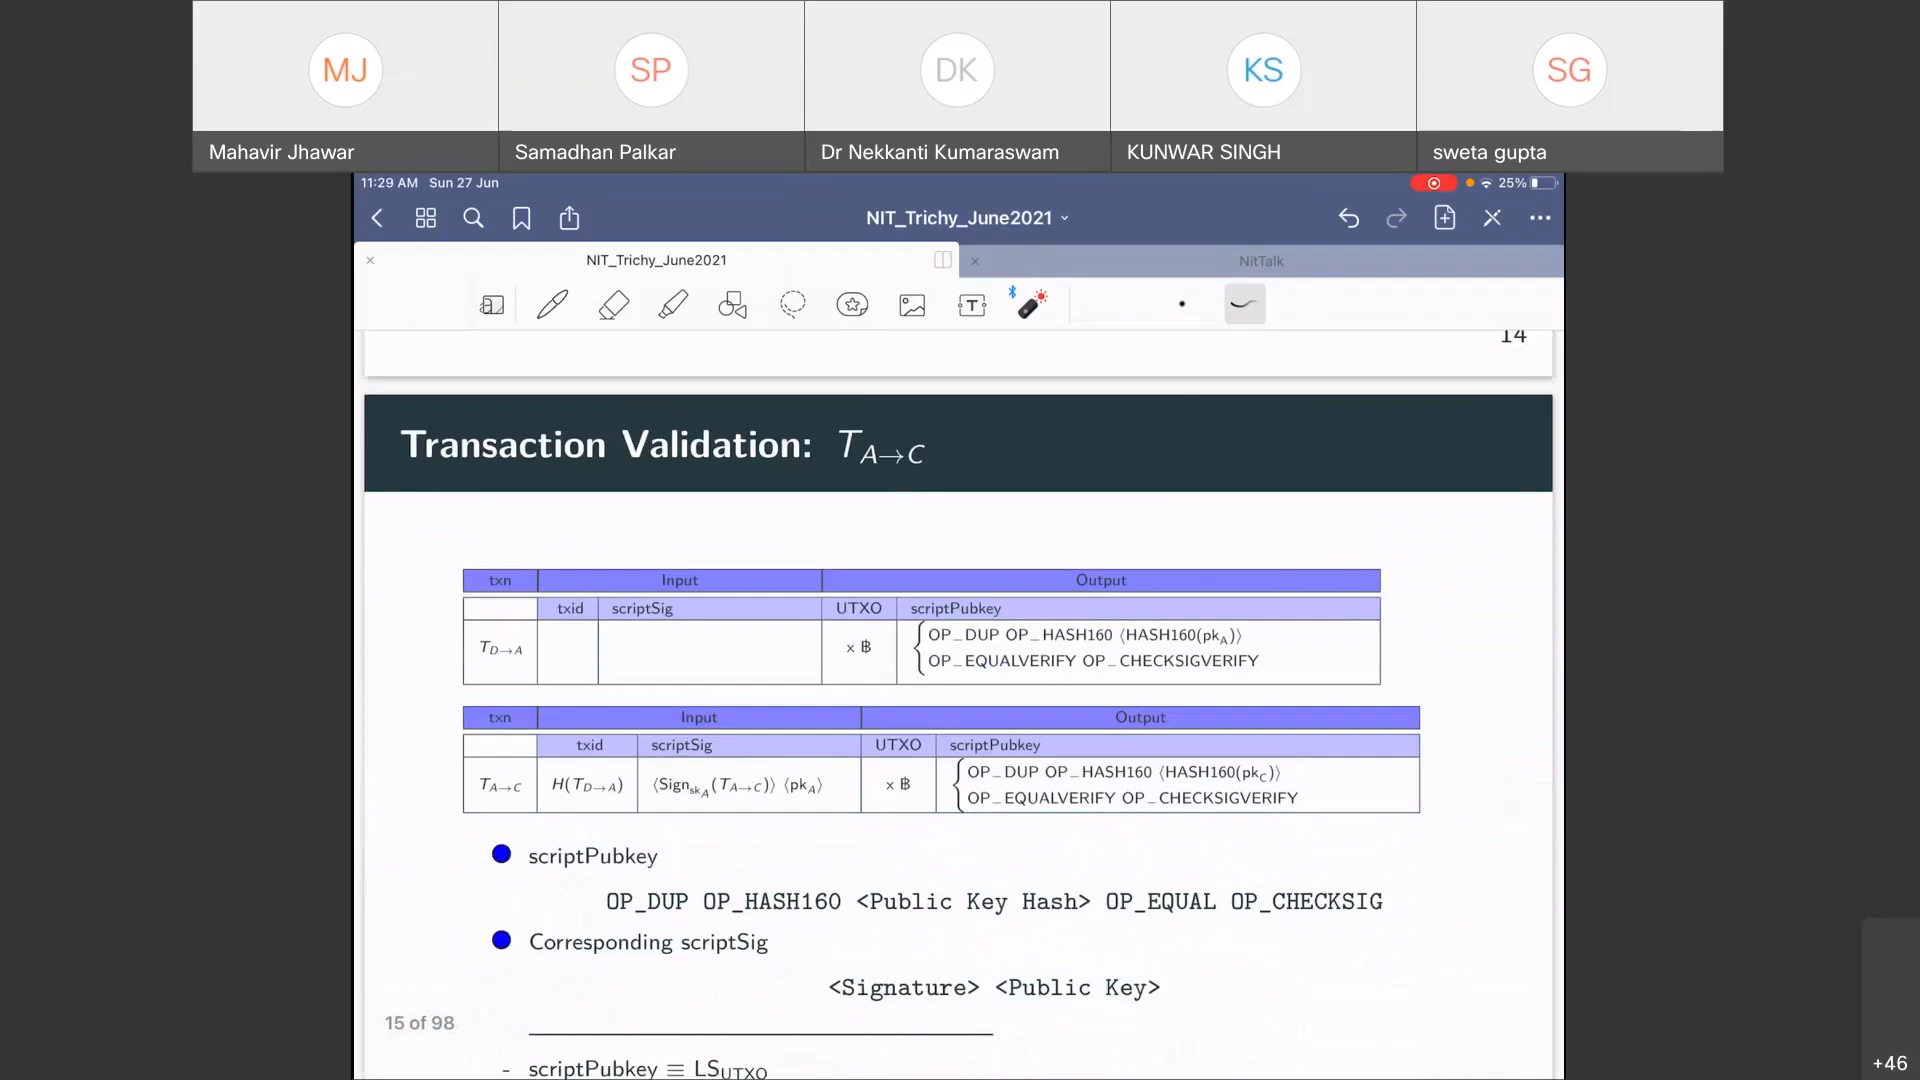 MJ SP DK KS SG
Mahavir Jhawar Samadhan Palkar Dr Nekkanti Kumaraswam KUNWAR SINGH sweta gupta
11:29 AM Sun 27 Jun 25%
NIT_Trichy_June2021
NIT_Trichy_June2021 NitTalk
14
Transaction Validation: T_{A→C}
txn Input Output
txid scriptSig UTXO scriptPubkey
T_{D→A} x ฿ OP_DUP OP_HASH160 ⟨HASH160(pk_A)⟩
OP_EQUALVERIFY OP_CHECKSIGVERIFY
txn Input Output
txid scriptSig UTXO scriptPubkey
T_{A→C} H(T_{D→A}) ⟨Sign_{sk_A}(T_{A→C})⟩ ⟨pk_A⟩ x ฿ OP_DUP OP_HASH160 ⟨HASH160(pk_C)⟩
OP_EQUALVERIFY OP_CHECKSIGVERIFY
● scriptPubkey
OP_DUP OP_HASH160 <Public Key Hash> OP_EQUAL OP_CHECKSIG
● Corresponding scriptSig
<Signature> <Public Key>
15 of 98
- scriptPubkey ≡ LS_{UTXO}
+46